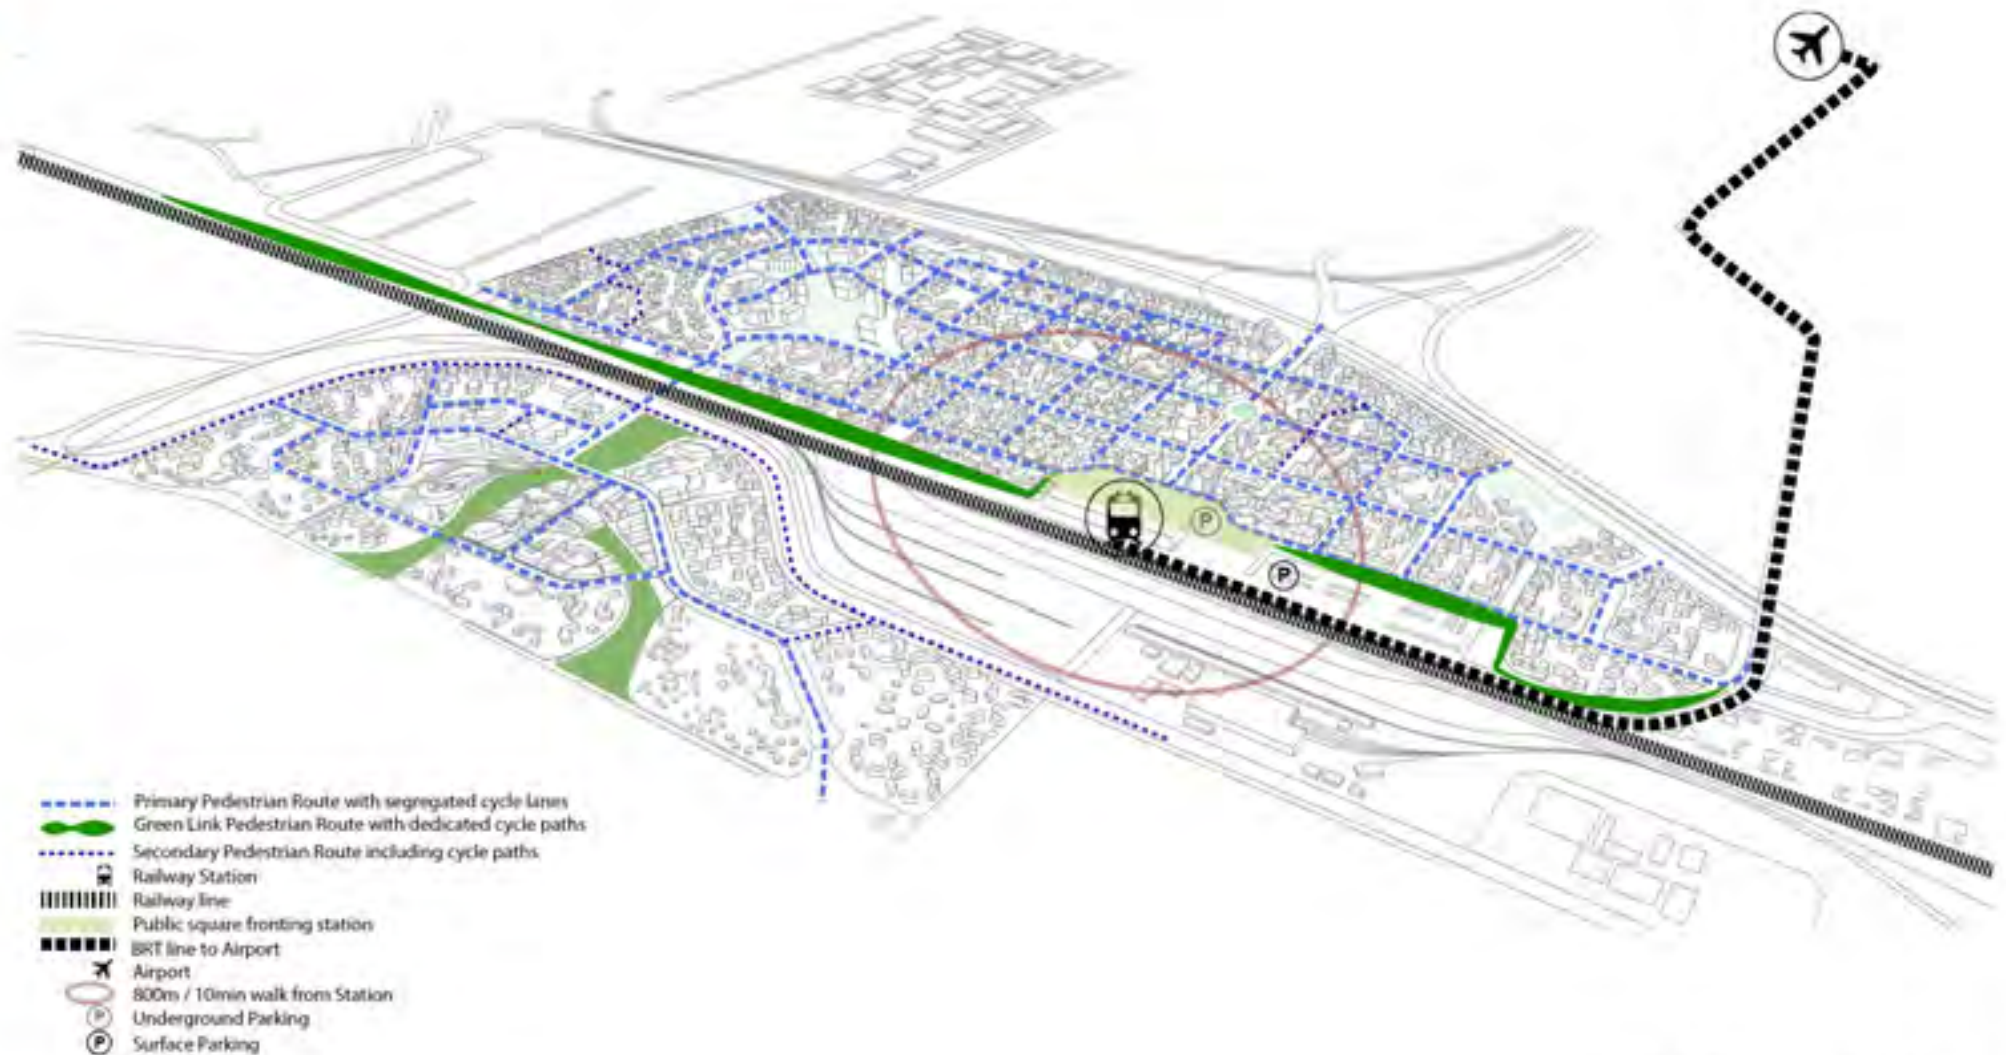 P
P
Primary Pedestrian Route with segregated cycle lanes
Green Link Pedestrian Route with dedicated cycle paths
Secondary Pedestrian Route including cycle paths
Railway Station
Railway line
Public square fronting station
BRT line to Airport
Airport
800m / 10min walk from Station
P Underground Parking
P Surface Parking